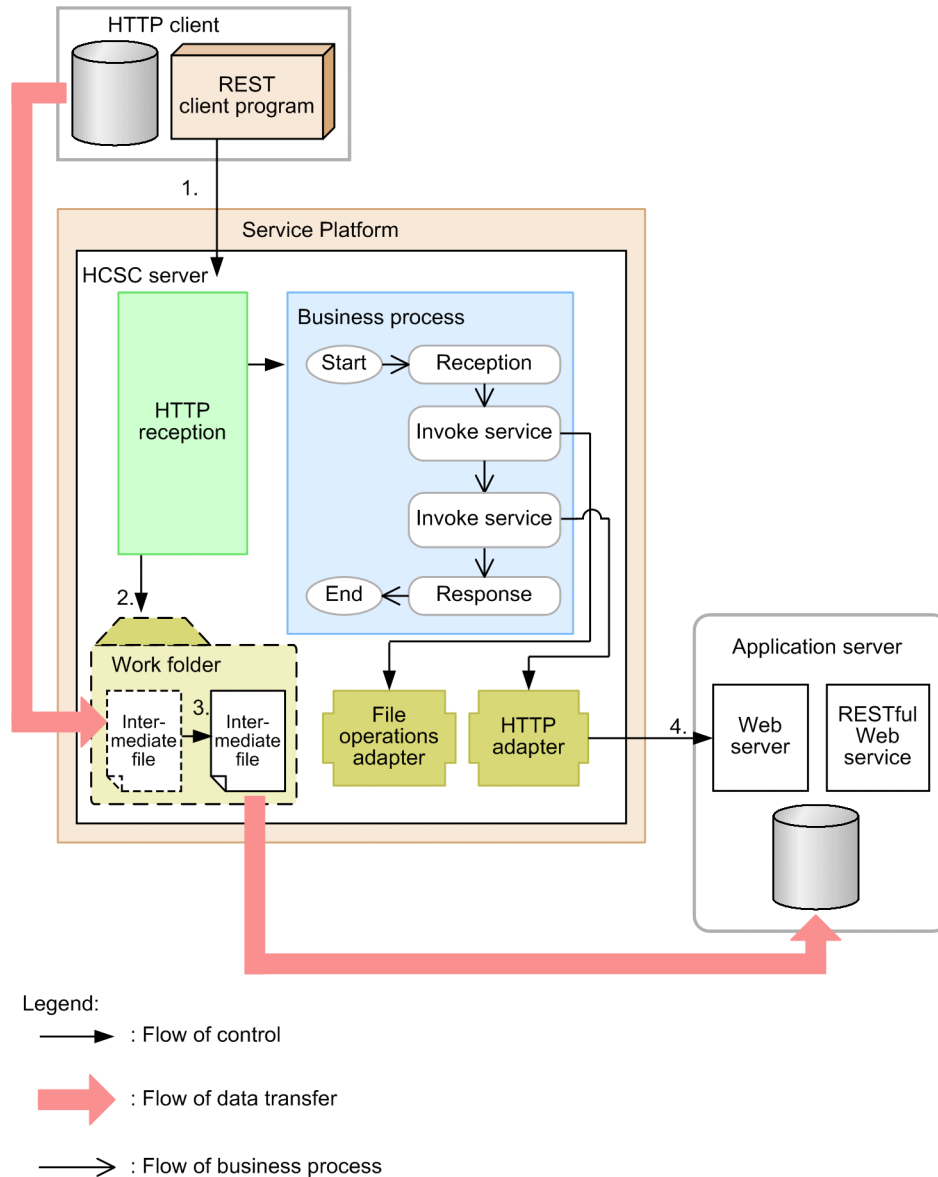 HTTP client
REST
client program
1.
Service Platform
HCSC server
HTTP
reception
Business process
Start
Reception
Invoke service
Invoke service
End
Response
2.
Work folder
Inter-
mediate
file
3.
Inter-
mediate
file
File
operations
adapter
HTTP
adapter
4.
Application server
Web
server
RESTful
Web
service
Legend:
: Flow of control
: Flow of data transfer
: Flow of business process